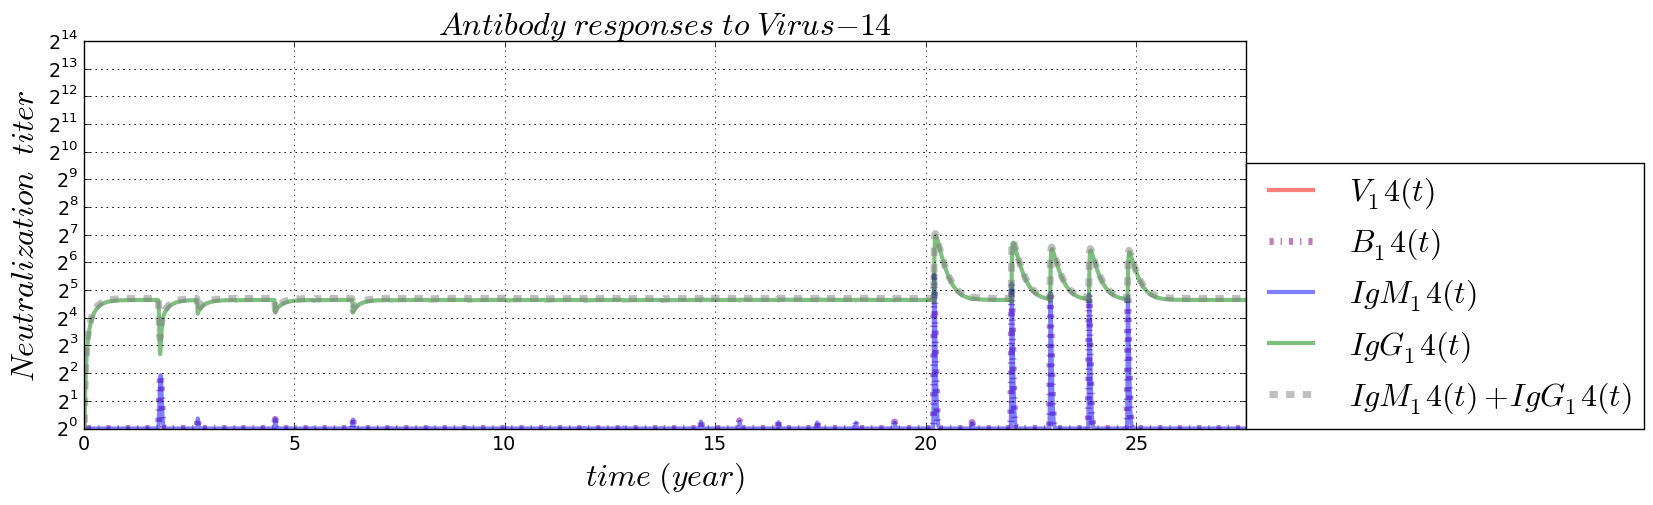 Antibody responses to Virus−14
Neutralization titer
2^14
2^13
2^12
2^11
2^10
2^9
2^8
2^7
2^6
2^5
2^4
2^3
2^2
2^1
2^0
0 5 10 15 20 25
time (year)
V_1 4(t)
B_1 4(t)
IgM_1 4(t)
IgG_1 4(t)
IgM_1 4(t) + IgG_1 4(t)